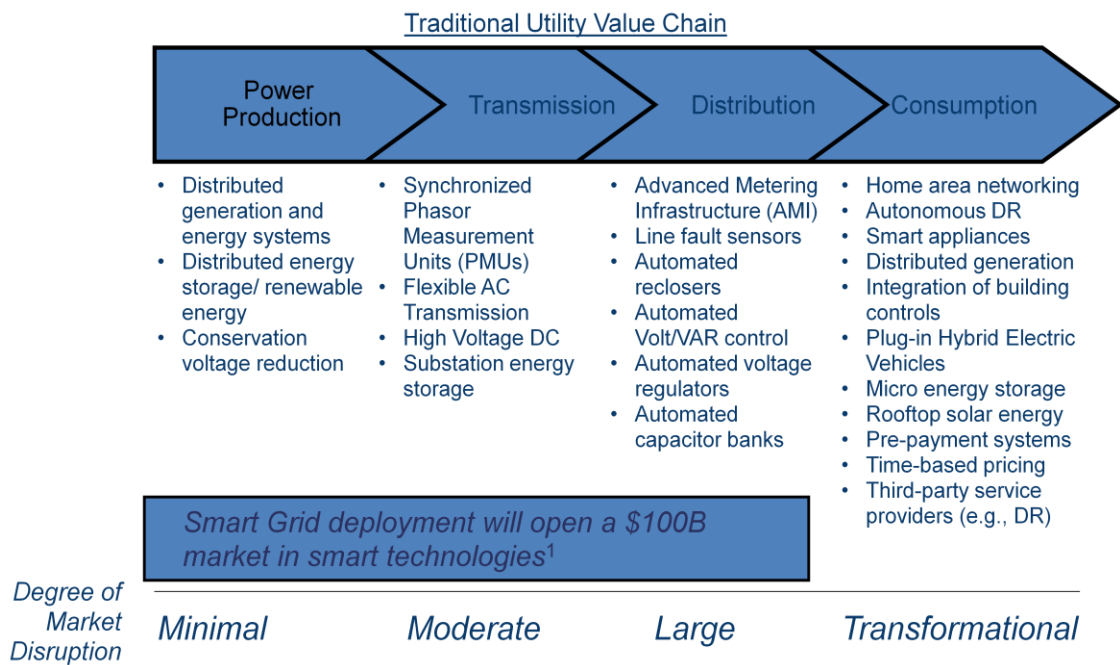 Traditional Utility Value Chain
Power
Production
Transmission
Distribution
Consumption
• Distributed
generation and
energy systems
• Distributed energy
storage/ renewable
energy
• Conservation
voltage reduction
• Synchronized
Phasor
Measurement
Units (PMUs)
• Flexible AC
Transmission
• High Voltage DC
• Substation energy
storage
• Advanced Metering
Infrastructure (AMI)
• Line fault sensors
• Automated
reclosers
• Automated
Volt/VAR control
• Automated voltage
regulators
• Automated
capacitor banks
• Home area networking
• Autonomous DR
• Smart appliances
• Distributed generation
• Integration of building
controls
• Plug-in Hybrid Electric
Vehicles
• Micro energy storage
• Rooftop solar energy
• Pre-payment systems
• Time-based pricing
• Third-party service
providers (e.g., DR)
Smart Grid deployment will open a $100B
market in smart technologies¹
Degree of
Market
Disruption
Minimal
Moderate
Large
Transformational